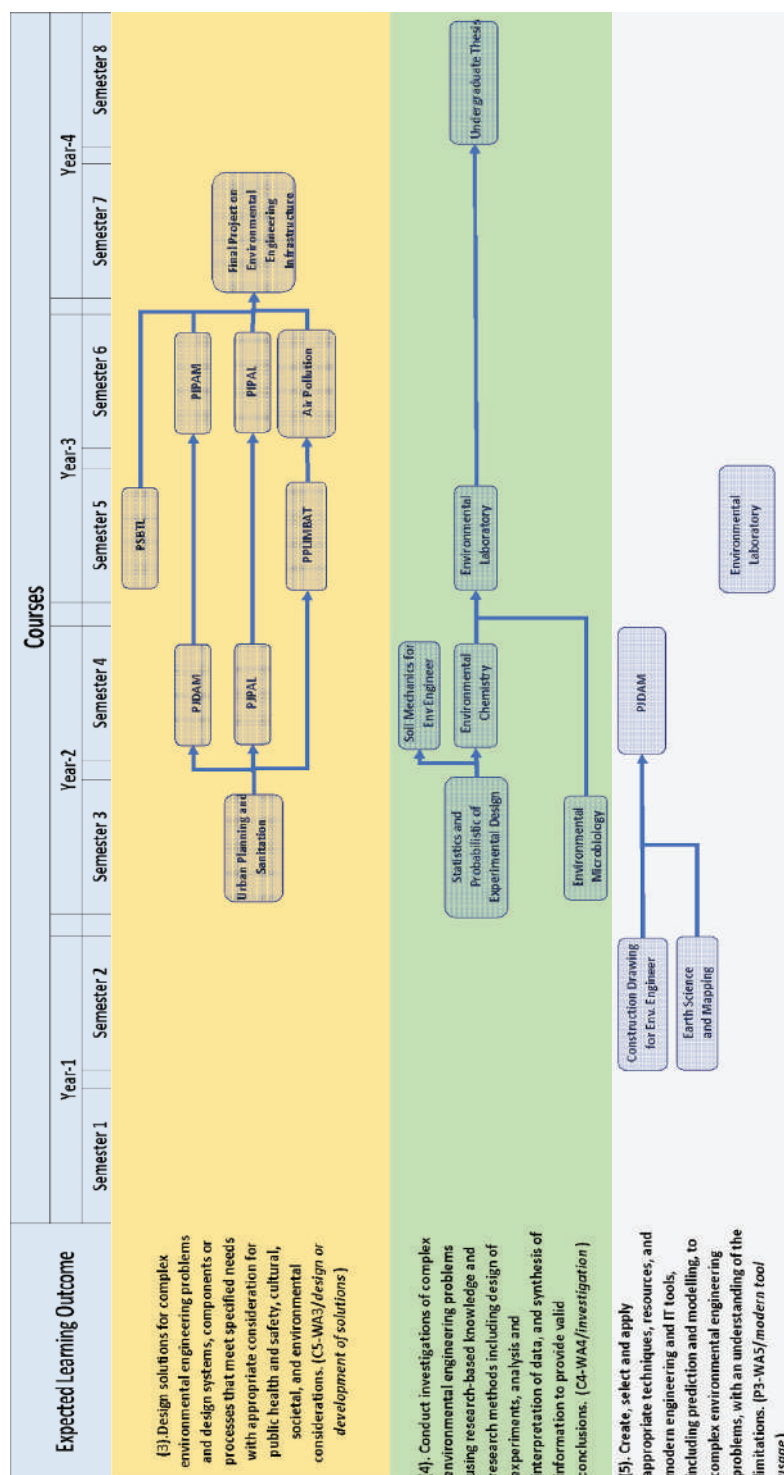 Expected Learning Outcome
Courses
Year-1
Year-2
Year-3
Year-4
Semester 1
Semester 2
Semester 3
Semester 4
Semester 5
Semester 6
Semester 7
Semester 8
(3).Design solutions for complex
environmental engineering problems
and design systems, components or
processes that meet specified needs
with appropriate consideration for
public health and safety, cultural,
societal, and environmental
considerations. (C5-WA3/design or
development of solutions)
Urban Planning and
Sanitation
PJDAM
PJPAL
PSBTL
PPLIMBAT
PIPAM
PIPAL
Air Pollution
Final Project on
Environmental
Engineering
Infrastructure
(4). Conduct investigations of complex
environmental engineering problems
using research-based knowledge and
research methods including design of
experiments, analysis and
interpretation of data, and synthesis of
information to provide valid
conclusions. (C4-WA4/investigation)
Statistics and
Probabilistic of
Experimental Design
Environmental
Microbiology
Soil Mechanics for
Env Engineer
Environmental
Chemistry
Environmental
Laboratory
Undergraduate Thesis
(5). Create, select and apply
appropriate techniques, resources, and
modern engineering and IT tools,
including prediction and modelling, to
complex environmental engineering
problems, with an understanding of the
limitations. (P3-WA5/modern tool
usage)
Construction Drawing
for Env. Engineer
Earth Science
and Mapping
PJDAM
Environmental
Laboratory